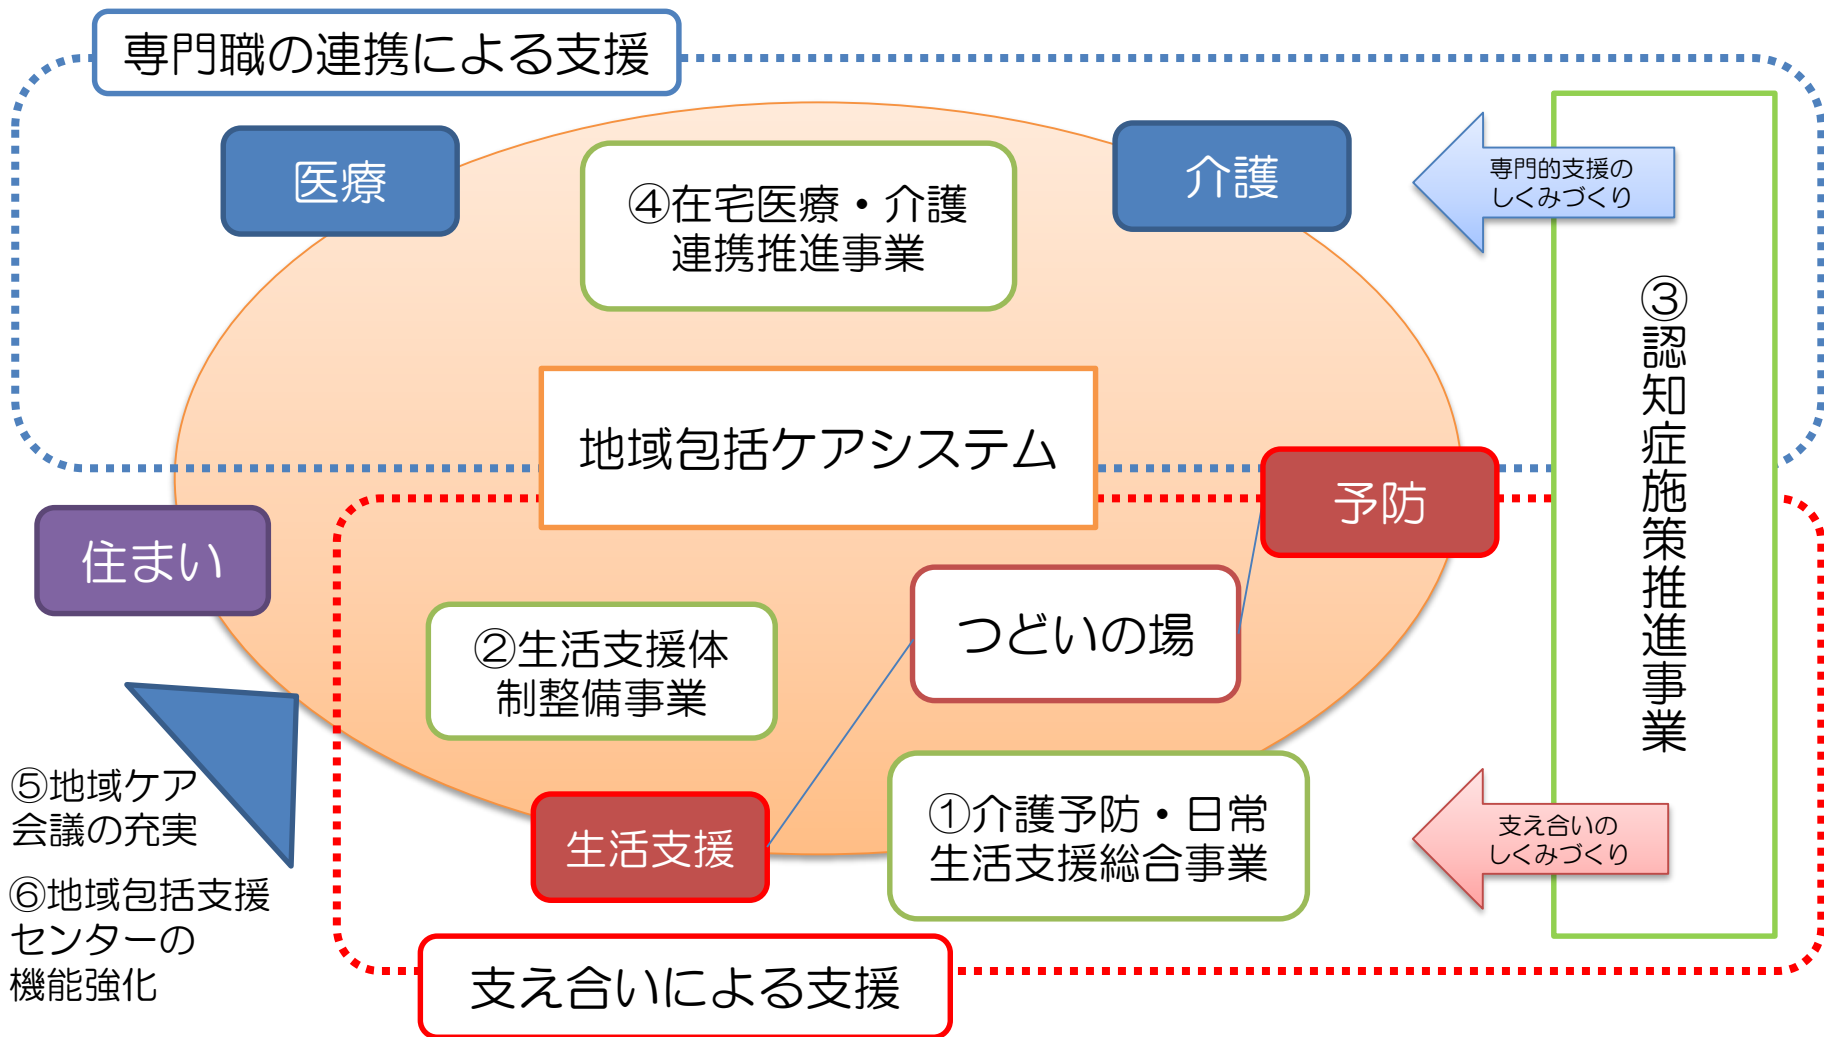 専門職の連携による支援
医療
④在宅医療・介護
連携推進事業
介護
専門的支援の
しくみづくり
③認知症施策推進事業
地域包括ケアシステム
予防
住まい
つどいの場
②生活支援体
制整備事業
⑤地域ケア
会議の充実
生活支援
①介護予防・日常
生活支援総合事業
支え合いの
しくみづくり
⑥地域包括支援
センターの
機能強化
支え合いによる支援